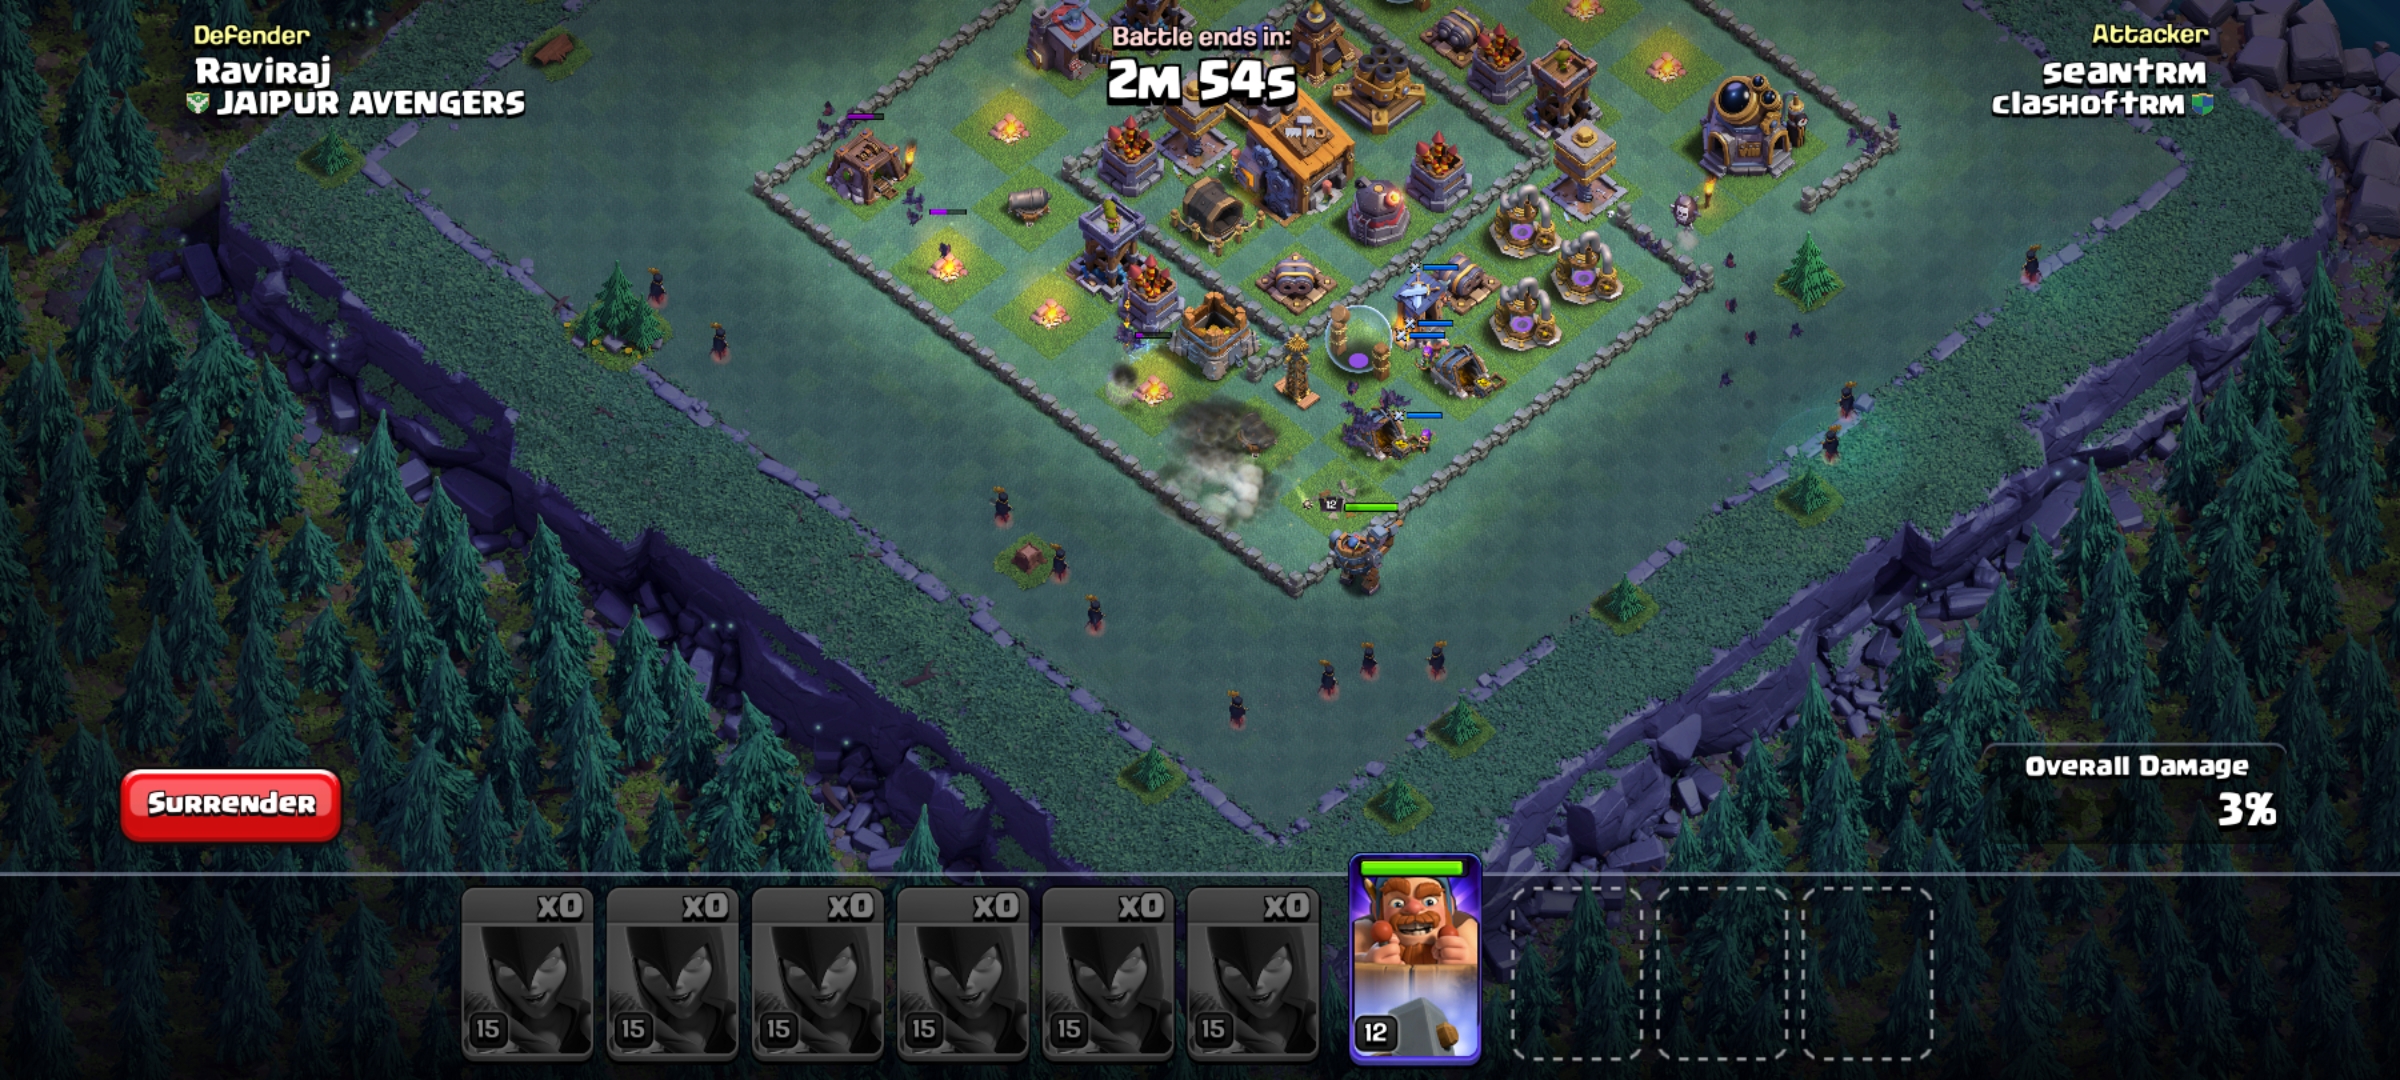 Defender
Raviraj
JAIPUR AVENGERS
Battle ends in:
2M 54S
Attacker
seantrm
clashoftrm
12
Surrender
Overall Damage
3%
x0
x0
x0
x0
x0
x0
15
15
15
15
15
15
12